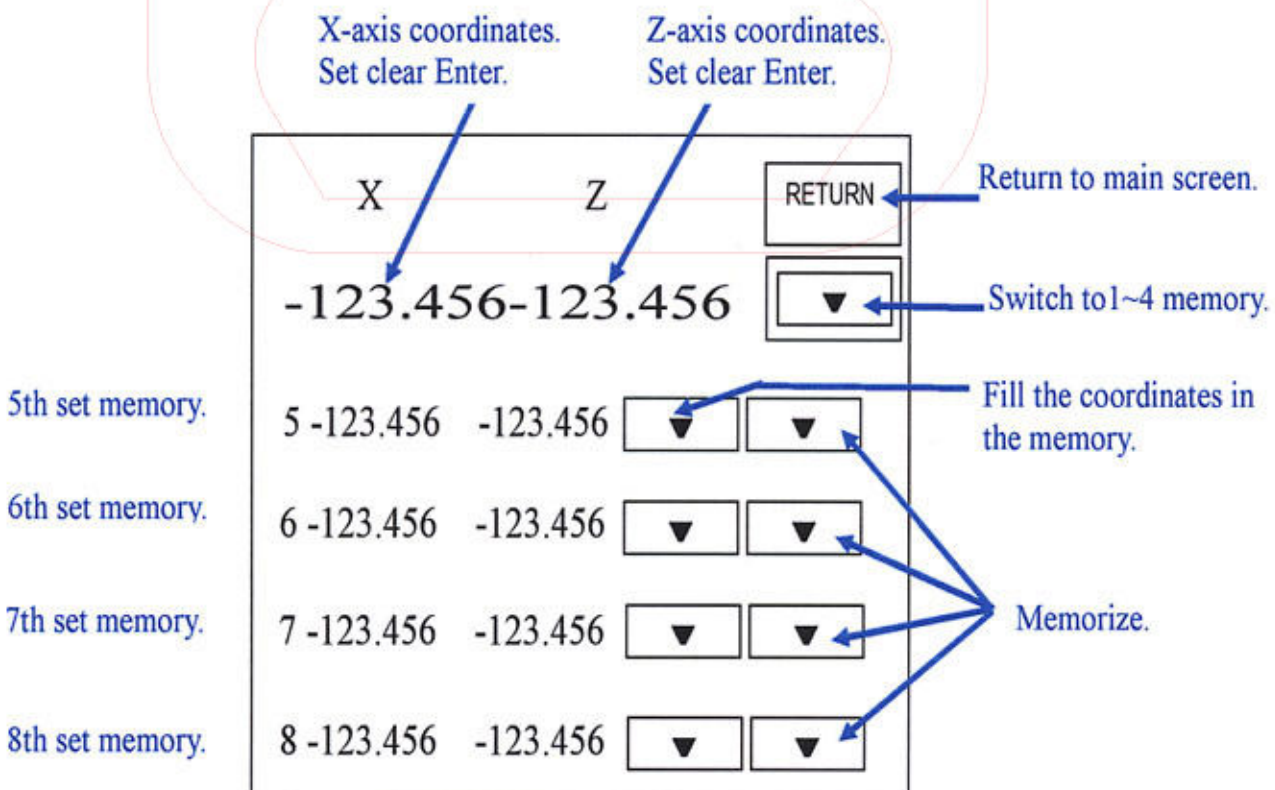 X-axis coordinates.
Set clear Enter.
Z-axis coordinates.
Set clear Enter.
X Z RETURN
Return to main screen.
-123.456-123.456 ▼
Switch to1~4 memory.
5th set memory.
5 -123.456 -123.456 ▼ ▼
Fill the coordinates in
the memory.
6th set memory.
6 -123.456 -123.456 ▼ ▼
7th set memory.
7 -123.456 -123.456 ▼ ▼
Memorize.
8th set memory.
8 -123.456 -123.456 ▼ ▼